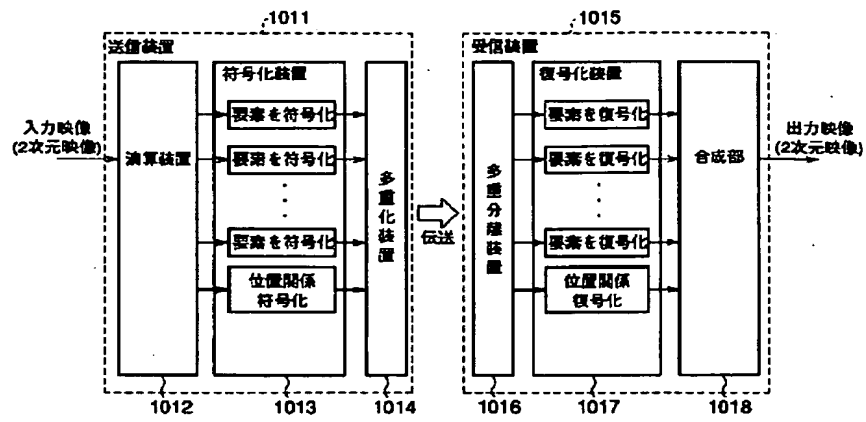 1011
1015
送信装置
受信装置
入力映像
(2次元映像)
演算装置
符号化装置
要素を符号化
要素を符号化
要素を符号化
位置関係
符号化
多重化装置
伝送
多重分離装置
復号化装置
要素を復号化
要素を復号化
要素を復号化
位置関係
復号化
合成部
出力映像
(2次元映像)
1012
1013
1014
1016
1017
1018